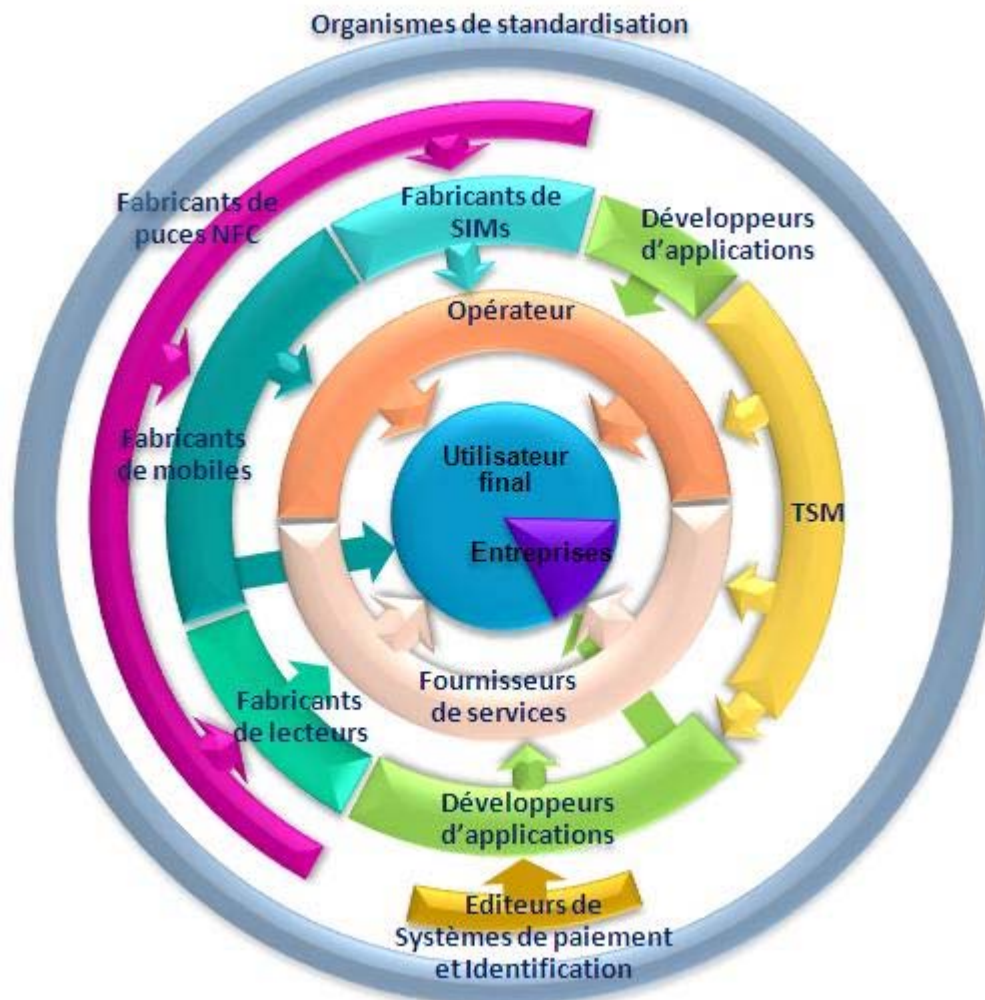 Organismes de standardisation
Fabricants de
puces NFC
Fabricants de
SIMs
Développeurs
d'applications
Opérateur
Fabricants
de mobiles
Utilisateur
final
Entreprises
TSM
Fabricants
de lecteurs
Fournisseurs
de services
Développeurs
d'applications
Editeurs de
Systèmes de paiement
et Identification